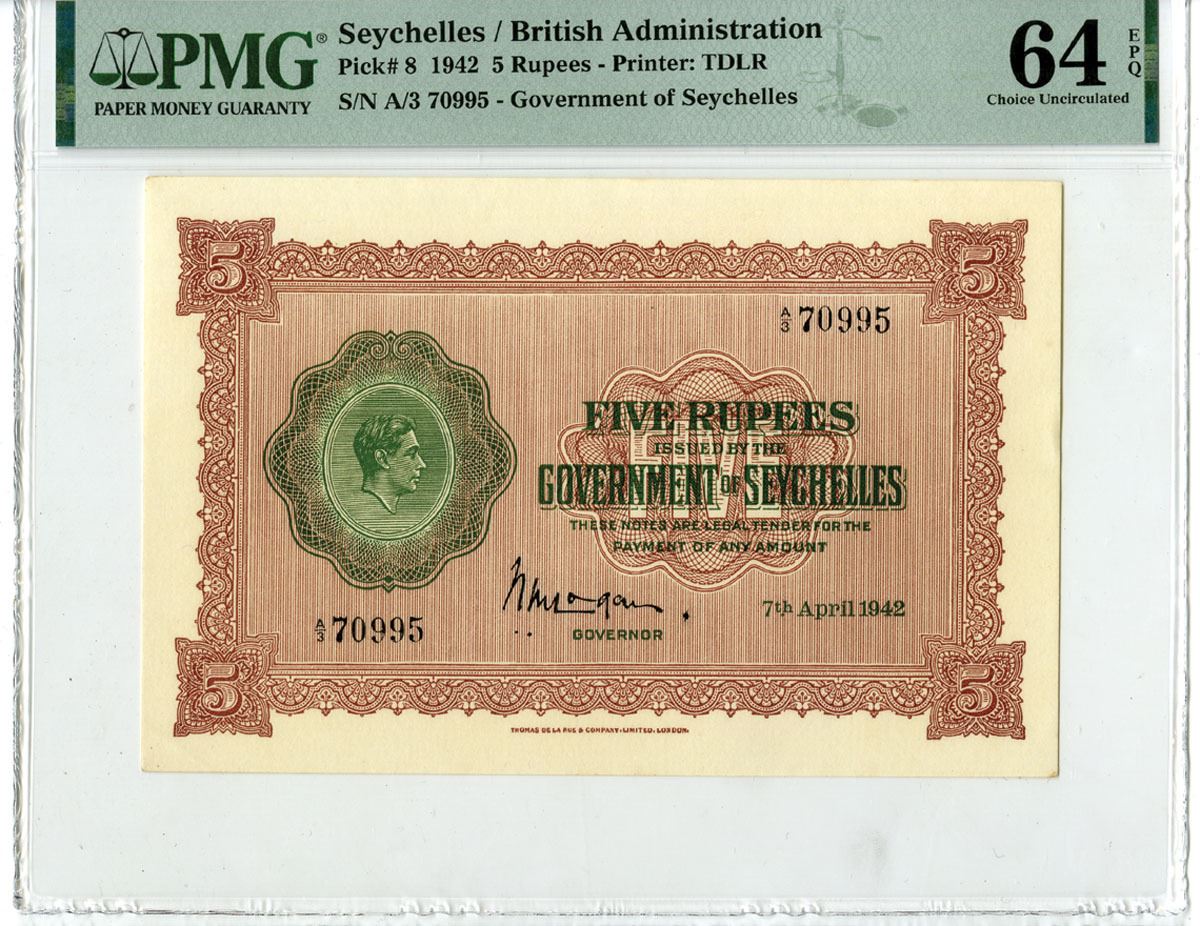 PMG®
PAPER MONEY GUARANTY
Seychelles / British Administration
Pick# 8 1942 5 Rupees - Printer: TDLR
S/N A/3 70995 - Government of Seychelles
64
EPQ
Choice Uncirculated
5
5
A/3 70995
FIVE
FIVE RUPEES
ISSUED BY THE
GOVERNMENT OF SEYCHELLES
THESE NOTES ARE LEGAL TENDER FOR THE
PAYMENT OF ANY AMOUNT
7th April 1942
A/3 70995
GOVERNOR
5
5
THOMAS DE LA RUE & COMPANY, LIMITED, LONDON.